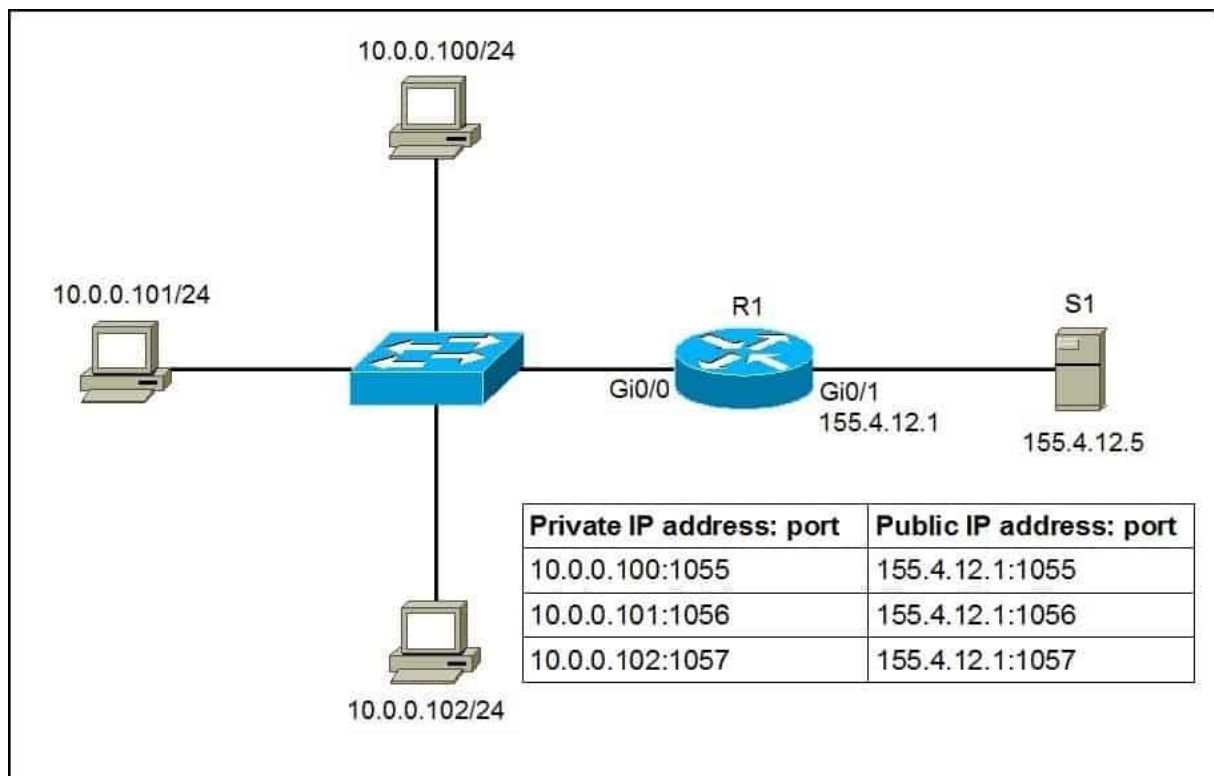 10.0.0.100/24
10.0.0.101/24
R1
S1
Gi0/0
Gi0/1
155.4.12.1
155.4.12.5
Private IP address: port Public IP address: port
10.0.0.100:1055 155.4.12.1:1055
10.0.0.101:1056 155.4.12.1:1056
10.0.0.102:1057 155.4.12.1:1057
10.0.0.102/24